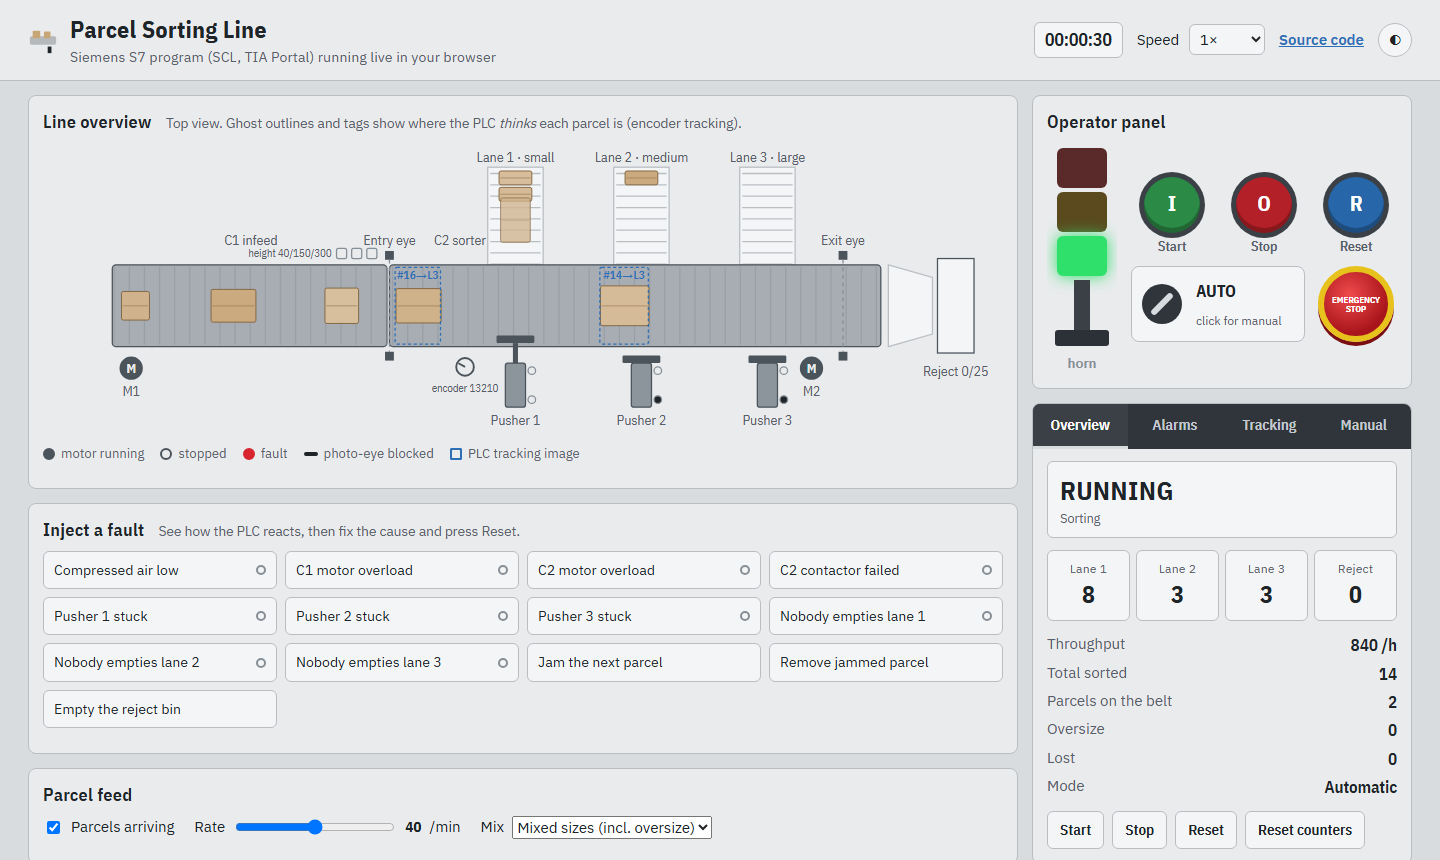 Parcel Sorting Line
Siemens S7 program (SCL, TIA Portal) running live in your browser
00:00:30
Speed
1×
Source code
Line overview
Top view. Ghost outlines and tags show where the PLC thinks each parcel is (encoder tracking).
Lane 1 · small
Lane 2 · medium
Lane 3 · large
C1 infeed
Entry eye
C2 sorter
Exit eye
height 40/150/300
#16→L3
#14→L3
M
M1
encoder 13210
M
M2
Reject 0/25
Pusher 1
Pusher 2
Pusher 3
motor running
stopped
fault
photo-eye blocked
PLC tracking image
Inject a fault
See how the PLC reacts, then fix the cause and press Reset.
Compressed air low
C1 motor overload
C2 motor overload
C2 contactor failed
Pusher 1 stuck
Pusher 2 stuck
Pusher 3 stuck
Nobody empties lane 1
Nobody empties lane 2
Nobody empties lane 3
Jam the next parcel
Remove jammed parcel
Empty the reject bin
Parcel feed
Parcels arriving
Rate
40 /min
Mix
Mixed sizes (incl. oversize)
Operator panel
I
O
R
Start
Stop
Reset
AUTO
click for manual
EMERGENCY
STOP
horn
Overview
Alarms
Tracking
Manual
RUNNING
Sorting
Lane 1
8
Lane 2
3
Lane 3
3
Reject
0
Throughput
840 /h
Total sorted
14
Parcels on the belt
2
Oversize
0
Lost
0
Mode
Automatic
Start
Stop
Reset
Reset counters